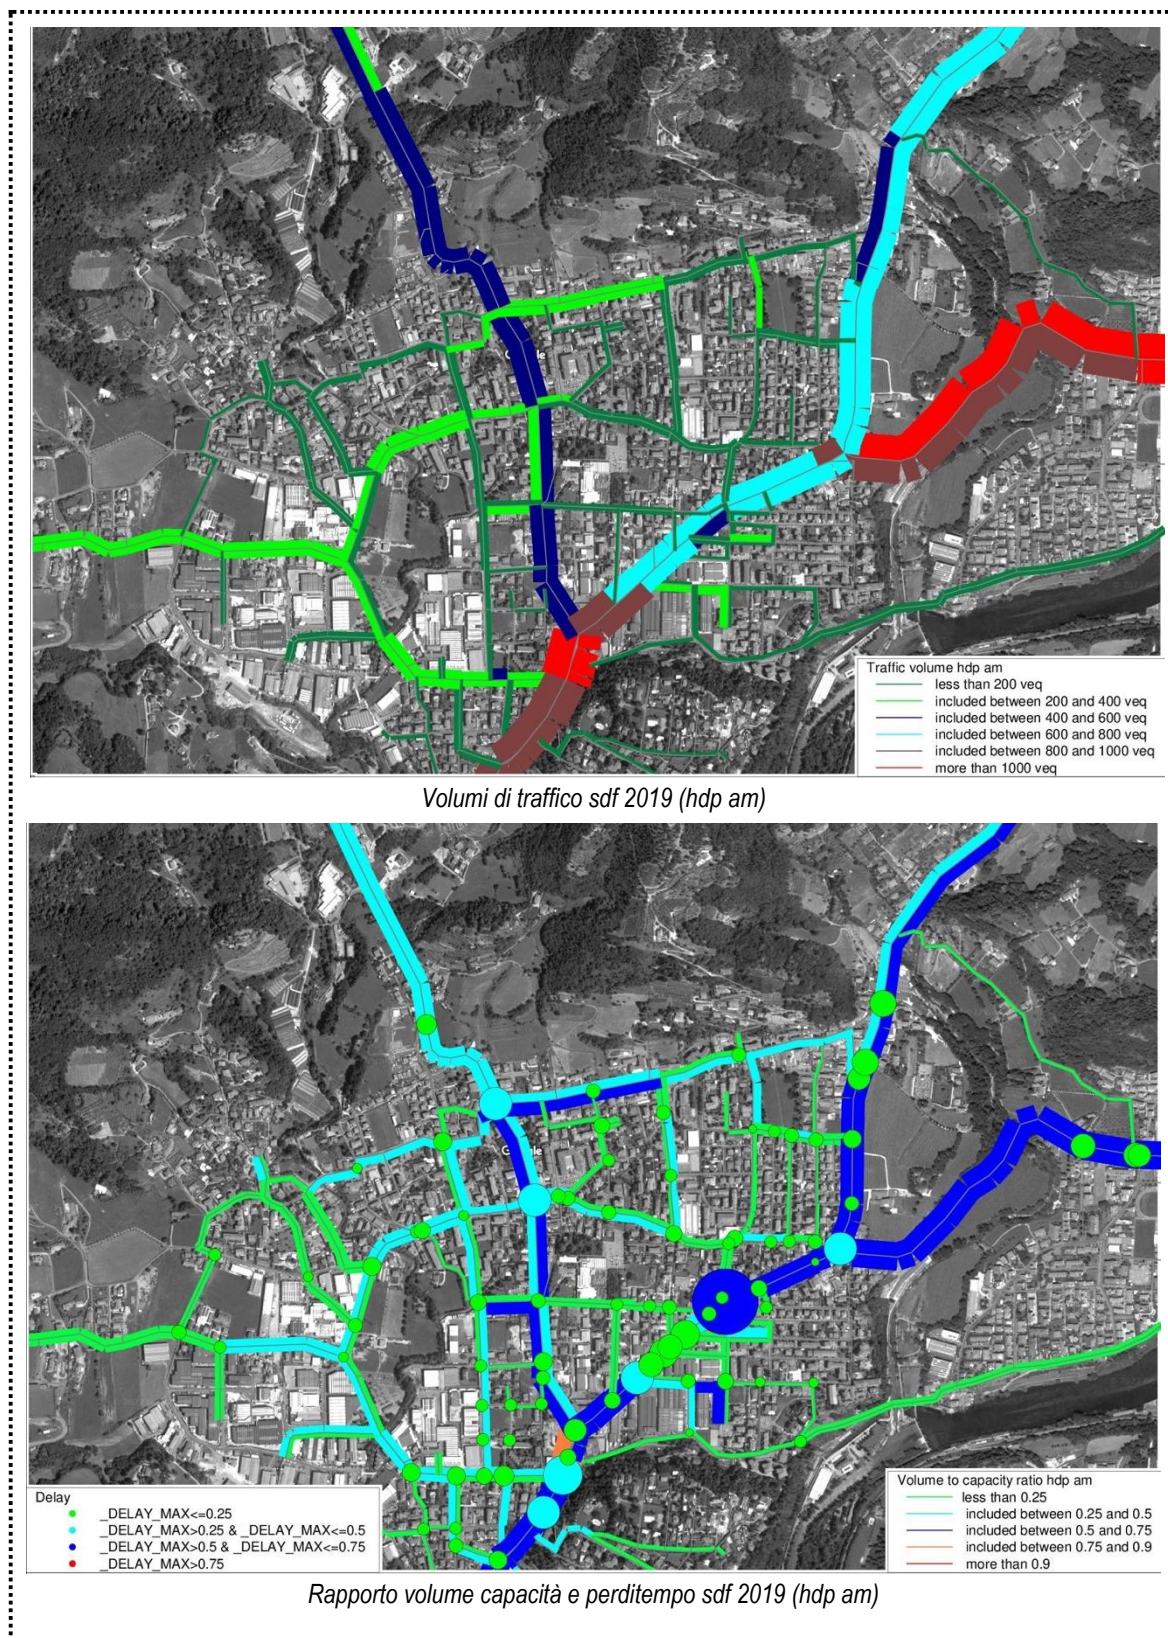 Traffic volume hdp am
less than 200 veq
included between 200 and 400 veq
included between 400 and 600 veq
included between 600 and 800 veq
included between 800 and 1000 veq
more than 1000 veq
Volumi di traffico sdf 2019 (hdp am)
Delay
_DELAY_MAX<=0.25
_DELAY_MAX>0.25 & _DELAY_MAX<=0.5
_DELAY_MAX>0.5 & _DELAY_MAX<=0.75
_DELAY_MAX>0.75
Volume to capacity ratio hdp am
less than 0.25
included between 0.25 and 0.5
included between 0.5 and 0.75
included between 0.75 and 0.9
more than 0.9
Rapporto volume capacità e perditempo sdf 2019 (hdp am)